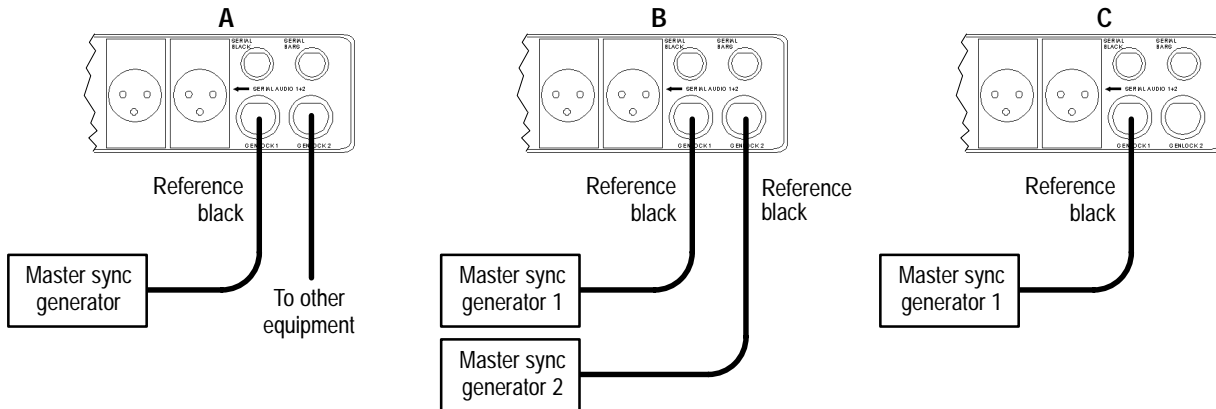 A
SERIAL
BLACK
SERIAL
BARS
SERIAL AUDIO 1+2
GENLOCK 1
GENLOCK 2
Reference
black
Master sync
generator
To other
equipment
B
SERIAL
BLACK
SERIAL
BARS
SERIAL AUDIO 1+2
GENLOCK 1
GENLOCK 2
Reference
black
Reference
black
Master sync
generator 1
Master sync
generator 2
C
SERIAL
BLACK
SERIAL
BARS
SERIAL AUDIO 1+2
GENLOCK 1
GENLOCK 2
Reference
black
Master sync
generator 1